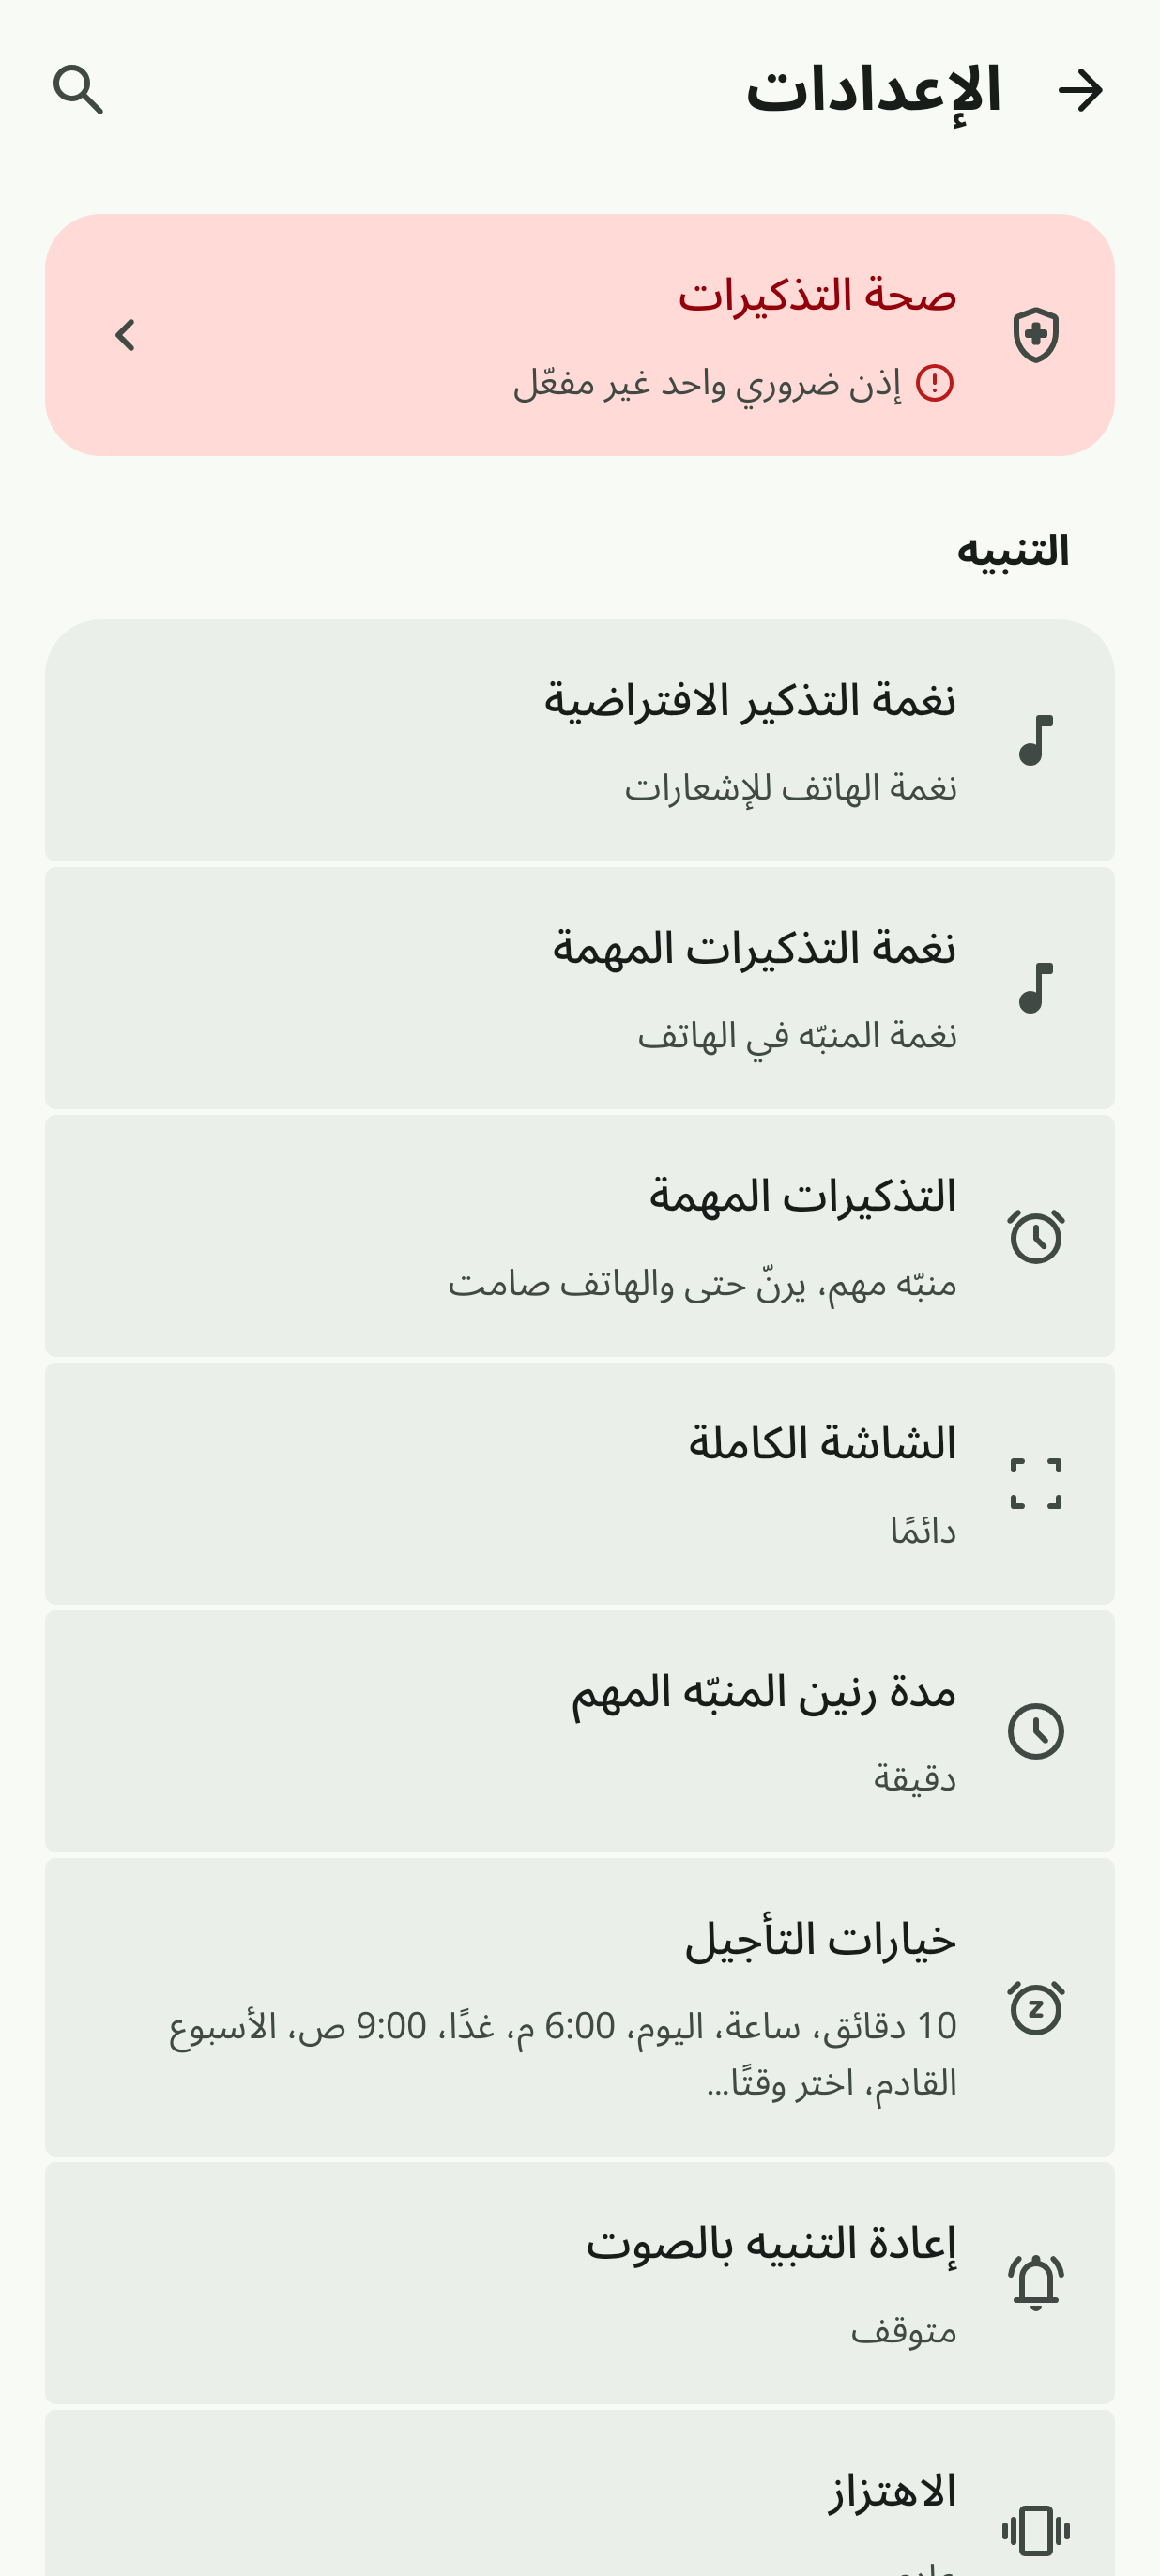 الإعدادات
صحة التذكيرات
إذن ضروري واحد غير مفعّل
التنبيه
نغمة التذكير الافتراضية
نغمة الهاتف للإشعارات
نغمة التذكيرات المهمة
نغمة المنبّه في الهاتف
التذكيرات المهمة
منبّه مهم، يرنّ حتى والهاتف صامت
الشاشة الكاملة
دائمًا
مدة رنين المنبّه المهم
دقيقة
خيارات التأجيل
10 دقائق، ساعة، اليوم، 6:00 م، غدًا، 9:00 ص، الأسبوع
القادم، اختر وقتًا...
إعادة التنبيه بالصوت
متوقف
الاهتزاز